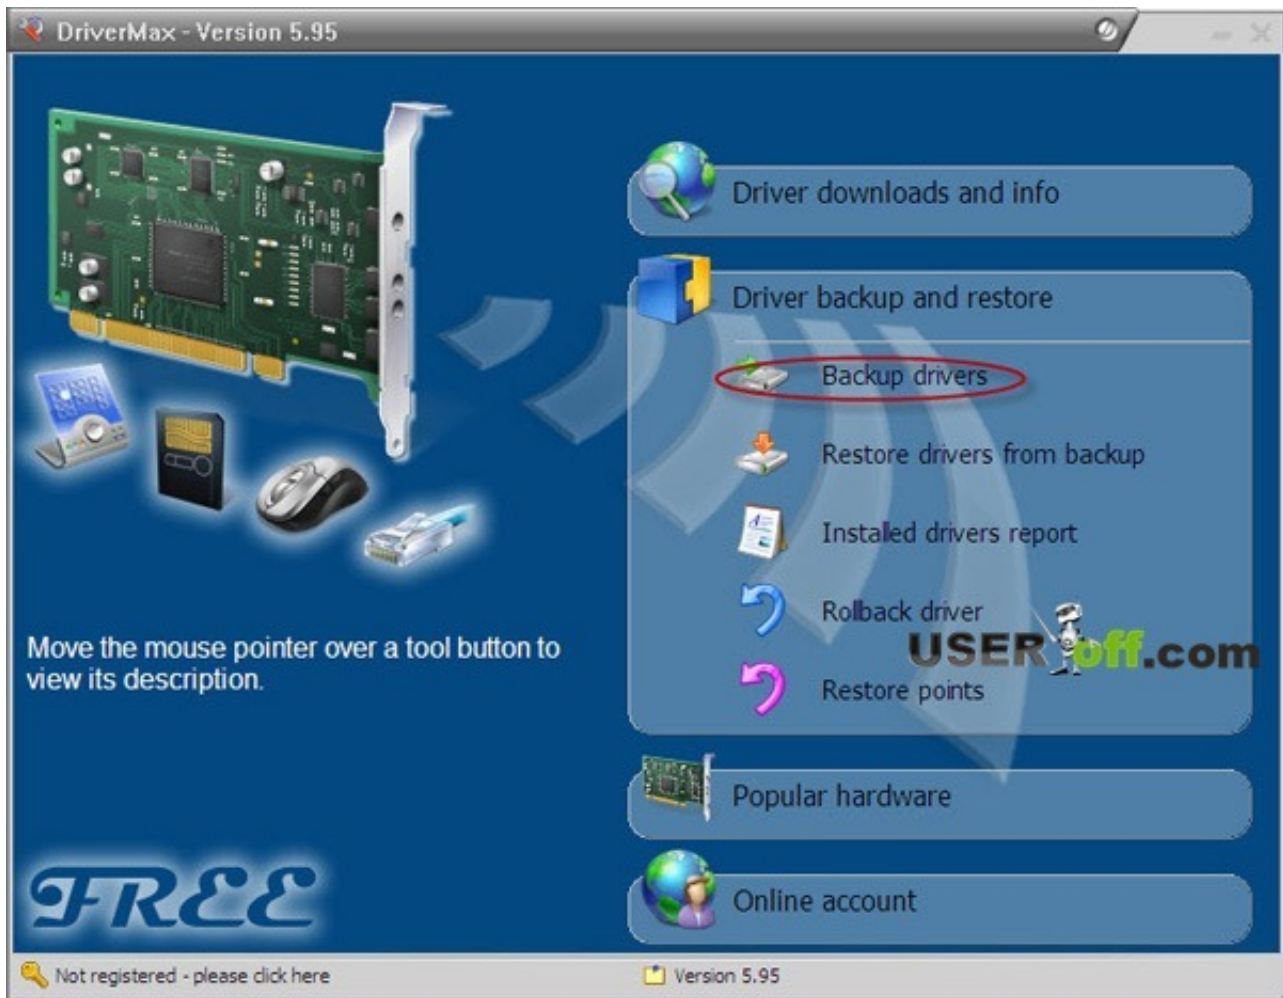 DriverMax - Version 5.95
Driver downloads and info
Driver backup and restore
Backup drivers
Restore drivers from backup
Installed drivers report
Rollback driver
USER off.com
Restore points
Move the mouse pointer over a tool button to
view its description.
Popular hardware
Online account
FREE
Not registered - please click here
Version 5.95